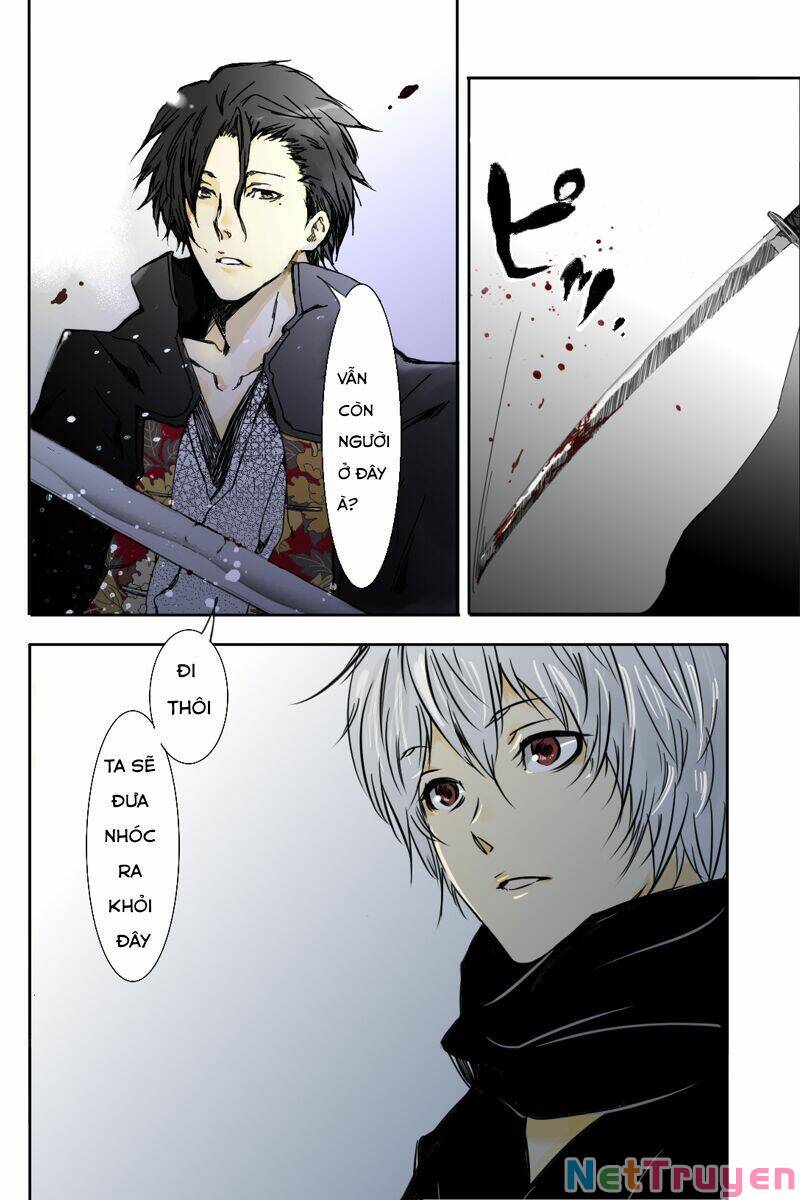 ピッ
VẪN
CÒN
NGƯỜI
Ở ĐÂY
À?
ĐI
THÔI
TA SẼ
ĐƯA
NHÓC
RA
KHỎI
ĐÂY
NetTruyen